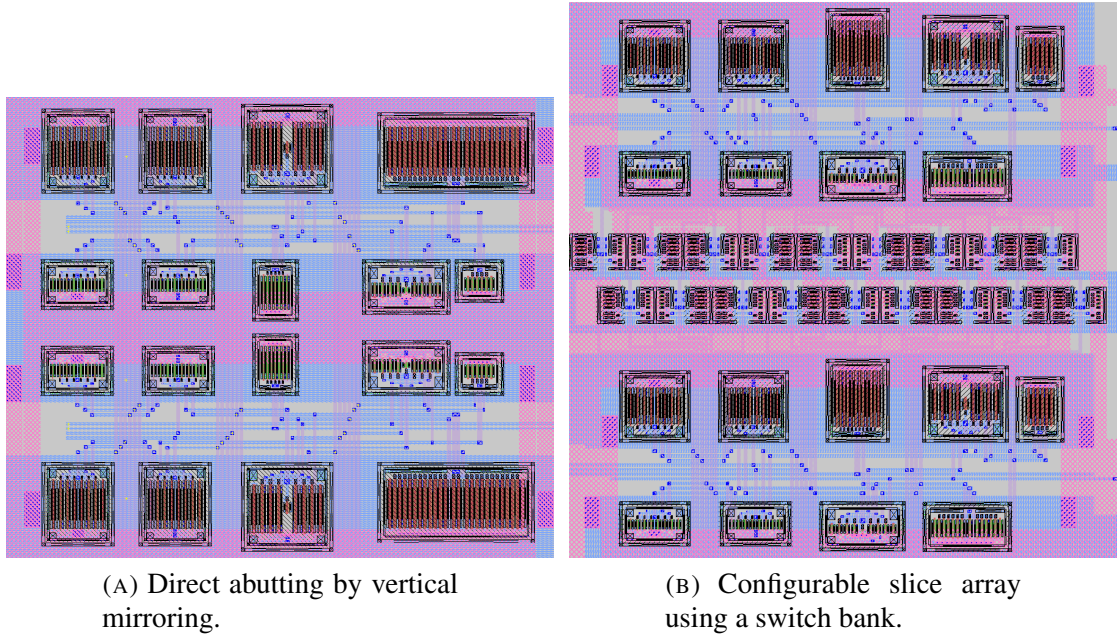 (A) Direct abutting by vertical
mirroring.
(B) Configurable slice array
using a switch bank.